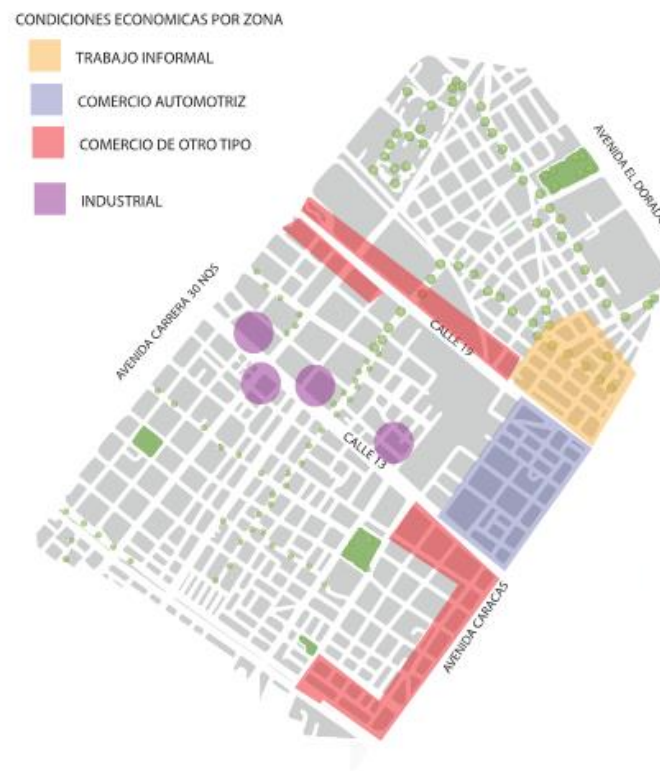 CONDICIONES ECONOMICAS POR ZONA
TRABAJO INFORMAL
COMERCIO AUTOMOTRIZ
COMERCIO DE OTRO TIPO
INDUSTRIAL
AVENIDA EL DORADO
AVENIDA CARRERA 30 NQS
CALLE 19
CALLE 13
AVENIDA CARACAS